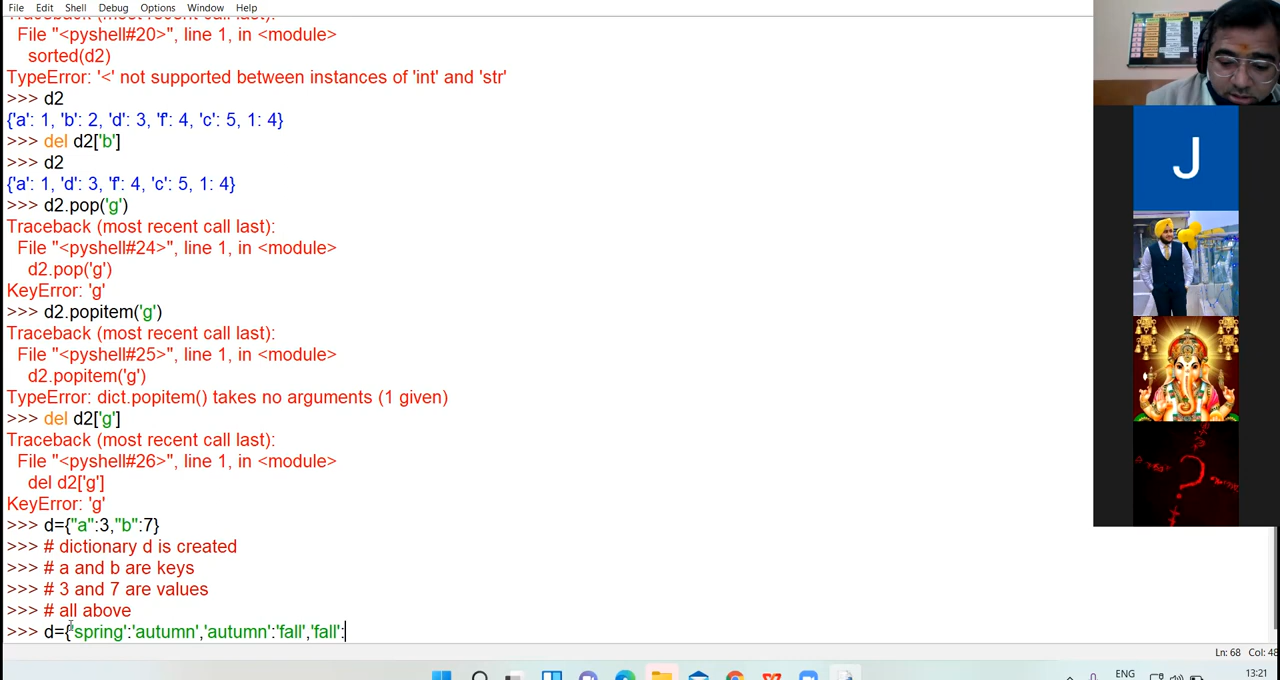 File Edit Shell Debug Options Window Help
Traceback (most recent call last):
File "<pyshell#20>", line 1, in <module>
sorted(d2)
TypeError: '<' not supported between instances of 'int' and 'str'
>>> d2
{'a': 1, 'b': 2, 'd': 3, 'f': 4, 'c': 5, 1: 4}
>>> del d2['b']
>>> d2
{'a': 1, 'd': 3, 'f': 4, 'c': 5, 1: 4}
>>> d2.pop('g')
Traceback (most recent call last):
File "<pyshell#24>", line 1, in <module>
d2.pop('g')
KeyError: 'g'
>>> d2.popitem('g')
Traceback (most recent call last):
File "<pyshell#25>", line 1, in <module>
d2.popitem('g')
TypeError: dict.popitem() takes no arguments (1 given)
>>> del d2['g']
Traceback (most recent call last):
File "<pyshell#26>", line 1, in <module>
del d2['g']
KeyError: 'g'
>>> d={"a":3,"b":7}
>>> # dictionary d is created
>>> # a and b are keys
>>> # 3 and 7 are values
>>> # all above
>>> d={'spring':'autumn','autumn':'fall','fall':
J
Ln: 68 Col: 48
ENG
13:21